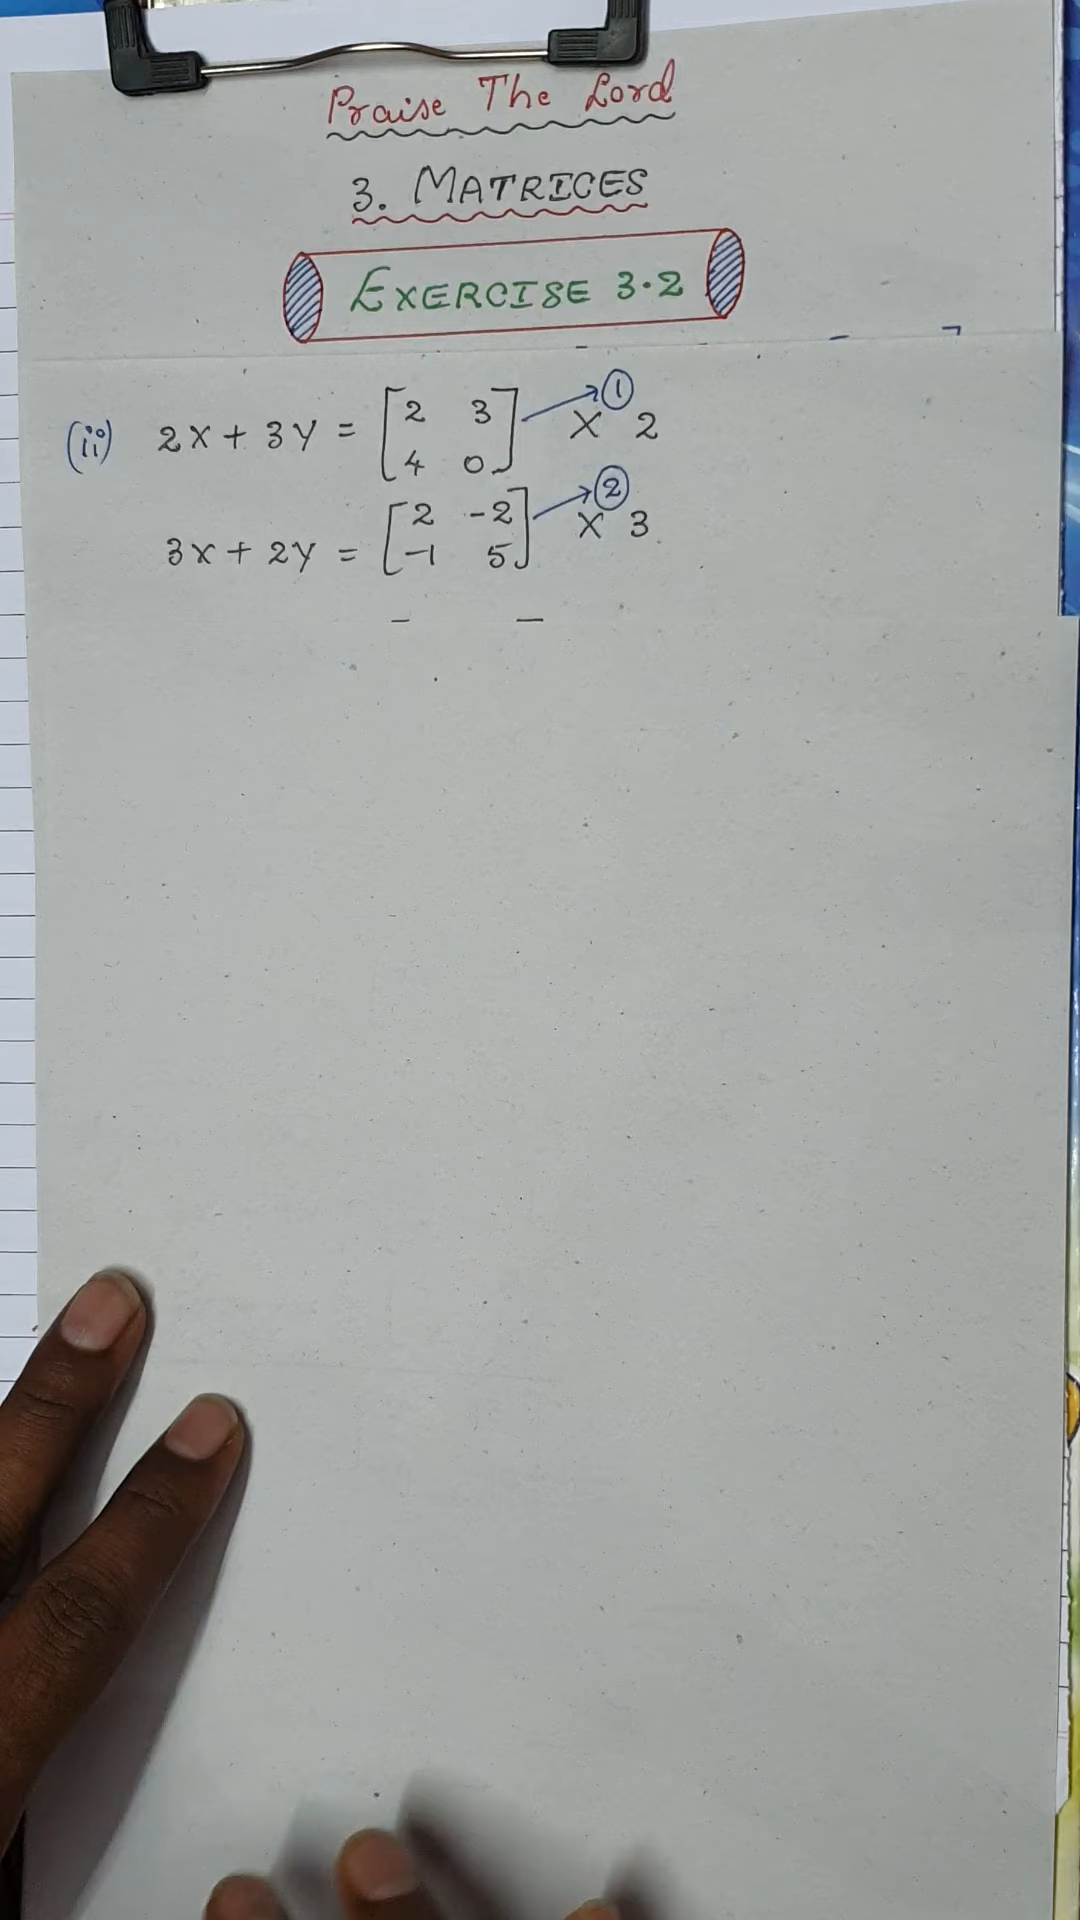 Praise The Lord
3. MATRICES
EXERCISE 3.2
(ii) 2X + 3Y = [2 3 → ① X 2
4 0]
3X + 2Y = [2 -2 → ② X 3
-1 5]